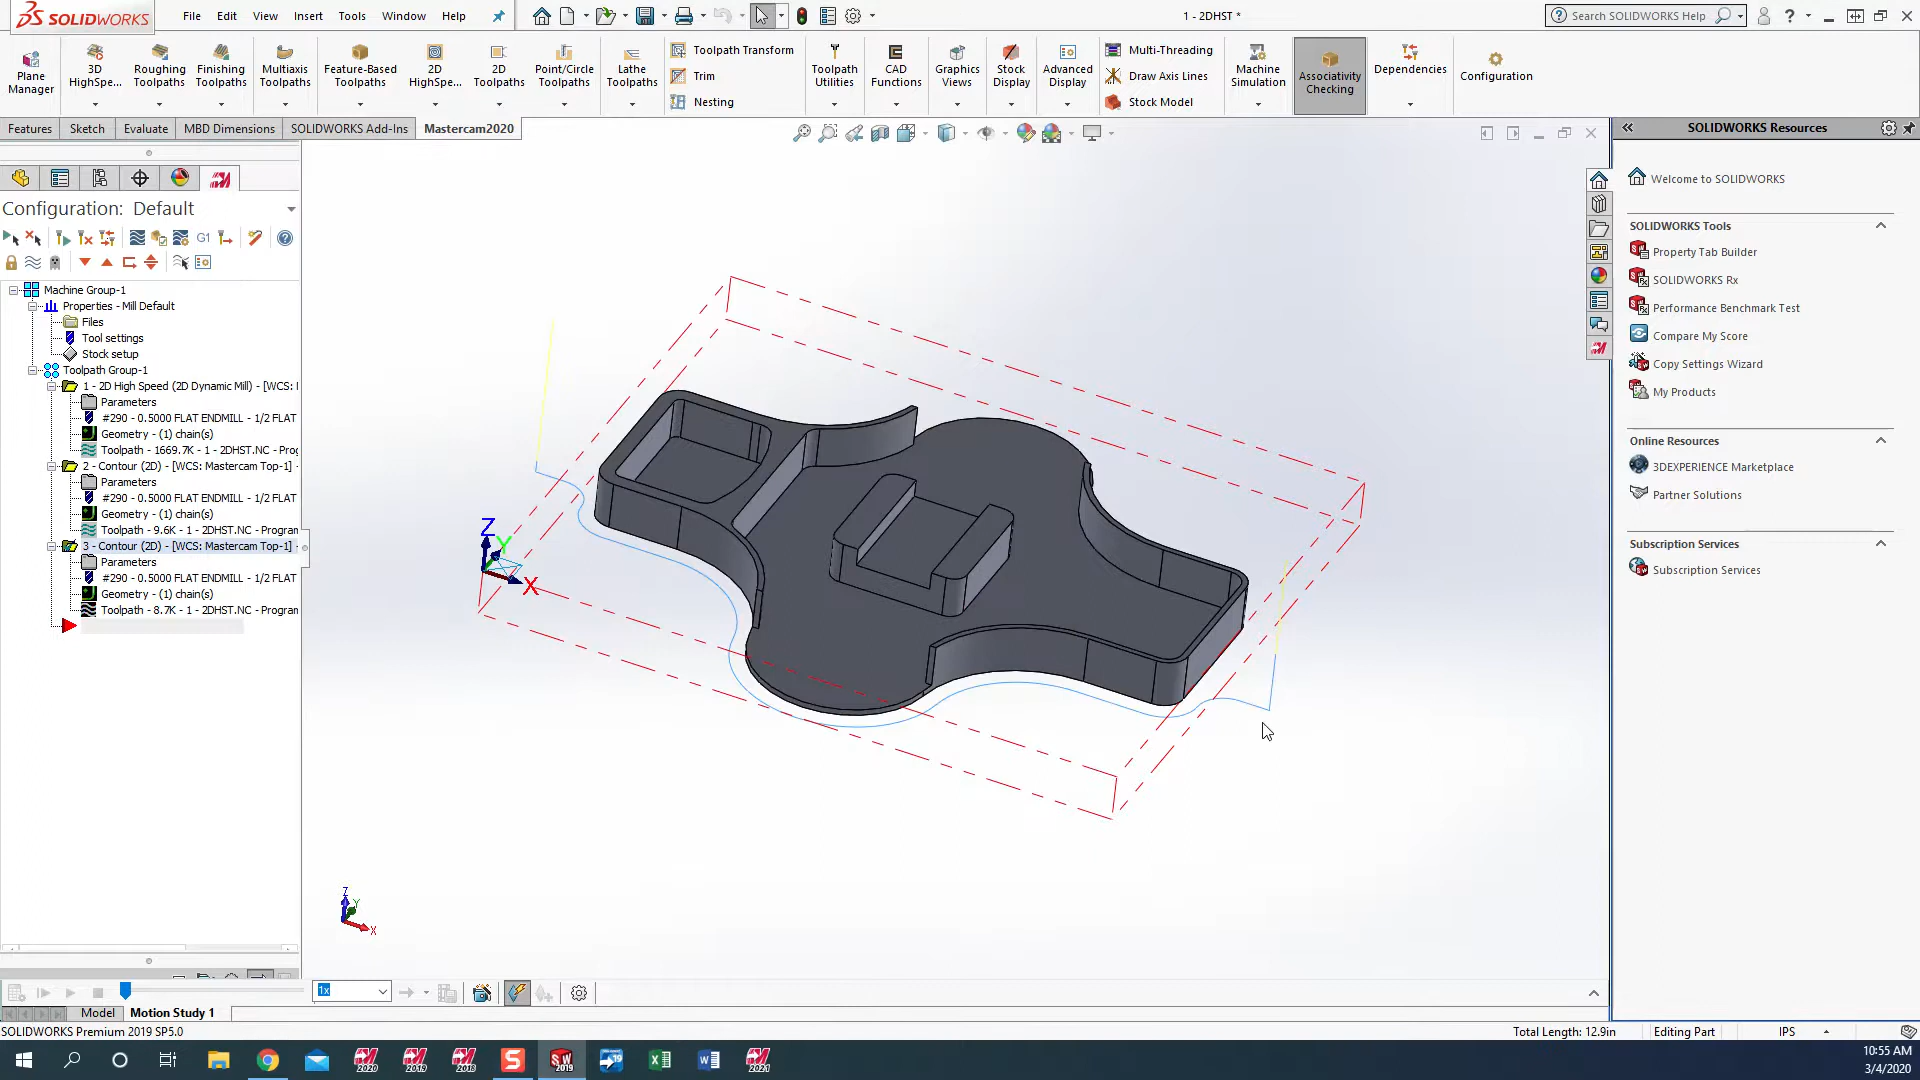 SOLIDWORKS
File Edit View Insert Tools Window Help
1 - 2DHST *
Search SOLIDWORKS Help
Plane Manager
3D HighSpe...
Roughing Toolpaths
Finishing Toolpaths
Multiaxis Toolpaths
Feature-Based Toolpaths
2D HighSpe...
2D Toolpaths
Point/Circle Toolpaths
Lathe Toolpaths
Toolpath Transform
Trim
Nesting
Toolpath Utilities
CAD Functions
Graphics Views
Stock Display
Advanced Display
Multi-Threading
Draw Axis Lines
Stock Model
Machine Simulation
Associativity Checking
Dependencies
Configuration
Features Sketch Evaluate MBD Dimensions SOLIDWORKS Add-Ins Mastercam2020
Configuration: Default
G1
Machine Group-1
Properties - Mill Default
Files
Tool settings
Stock setup
Toolpath Group-1
1 - 2D High Speed (2D Dynamic Mill) - [WCS:
Parameters
#290 - 0.5000 FLAT ENDMILL - 1/2 FLAT
Geometry - (1) chain(s)
Toolpath - 1669.7K - 1 - 2DHST.NC - Prog
2 - Contour (2D) - [WCS: Mastercam Top-1]
Parameters
#290 - 0.5000 FLAT ENDMILL - 1/2 FLAT
Geometry - (1) chain(s)
Toolpath - 9.6K - 1 - 2DHST.NC - Program
3 - Contour (2D) - [WCS: Mastercam Top-1]
Parameters
#290 - 0.5000 FLAT ENDMILL - 1/2 FLAT
Geometry - (1) chain(s)
Toolpath - 8.7K - 1 - 2DHST.NC - Program
Z
Y
X
Z
Y
X
SOLIDWORKS Resources
Welcome to SOLIDWORKS
SOLIDWORKS Tools
Property Tab Builder
SOLIDWORKS Rx
Performance Benchmark Test
Compare My Score
Copy Settings Wizard
My Products
Online Resources
3DEXPERIENCE Marketplace
Partner Solutions
Subscription Services
Subscription Services
1x
Model Motion Study 1
SOLIDWORKS Premium 2019 SP5.0
Total Length: 12.9in Editing Part IPS
2020 2019 2018 S SW 2019 2021
10:55 AM
3/4/2020